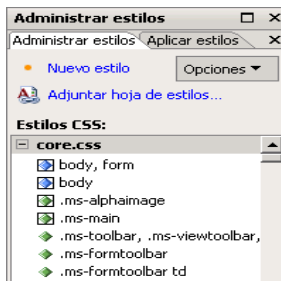 Administrar estilos
Administrar estilos Aplicar estilos
Nuevo estilo Opciones
Adjuntar hoja de estilos...
Estilos CSS:
core.css
body, form
body
.ms-alphaimage
.ms-main
.ms-toolbar, .ms-viewtoolbar,
.ms-formtoolbar
.ms-formtoolbar td